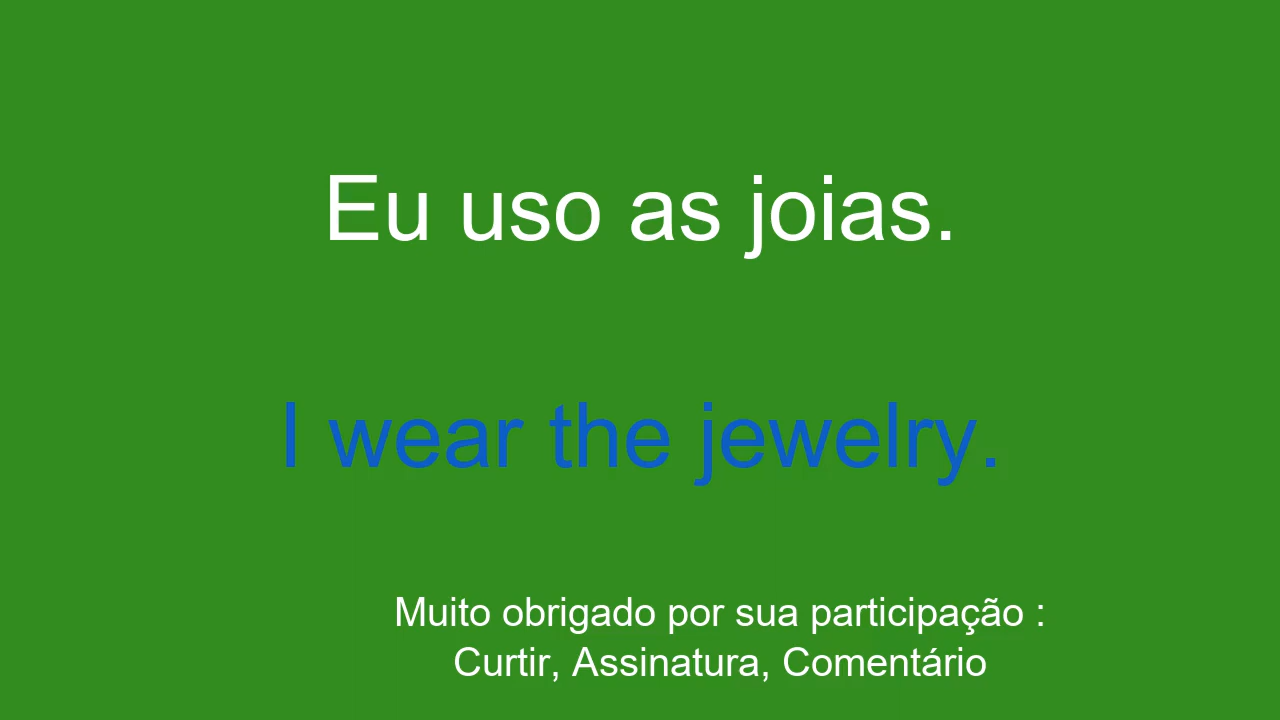 Eu uso as joias.
I wear the jewelry.
Muito obrigado por sua participação :
Curtir, Assinatura, Comentário